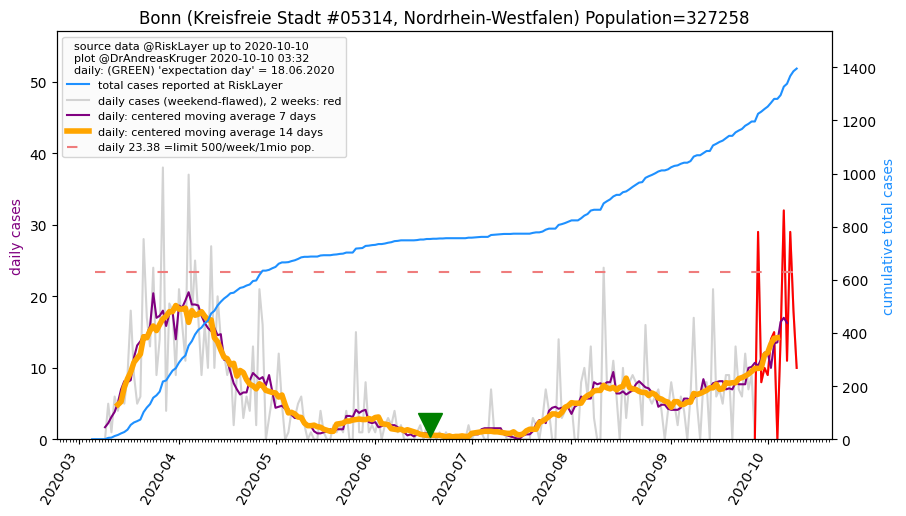 Bonn (Kreisfreie Stadt #05314, Nordrhein-Westfalen) Population=327258
source data @RiskLayer up to 2020-10-10
plot @DrAndreasKruger 2020-10-10 03:32
daily: (GREEN) 'expectation day' = 18.06.2020
total cases reported at RiskLayer
daily cases (weekend-flawed), 2 weeks: red
daily: centered moving average 7 days
daily: centered moving average 14 days
daily 23.38 =limit 500/week/1mio pop.
daily cases
50
40
30
20
10
0
cumulative total cases
1400
1200
1000
800
600
400
200
0
2020-03
2020-04
2020-05
2020-06
2020-07
2020-08
2020-09
2020-10